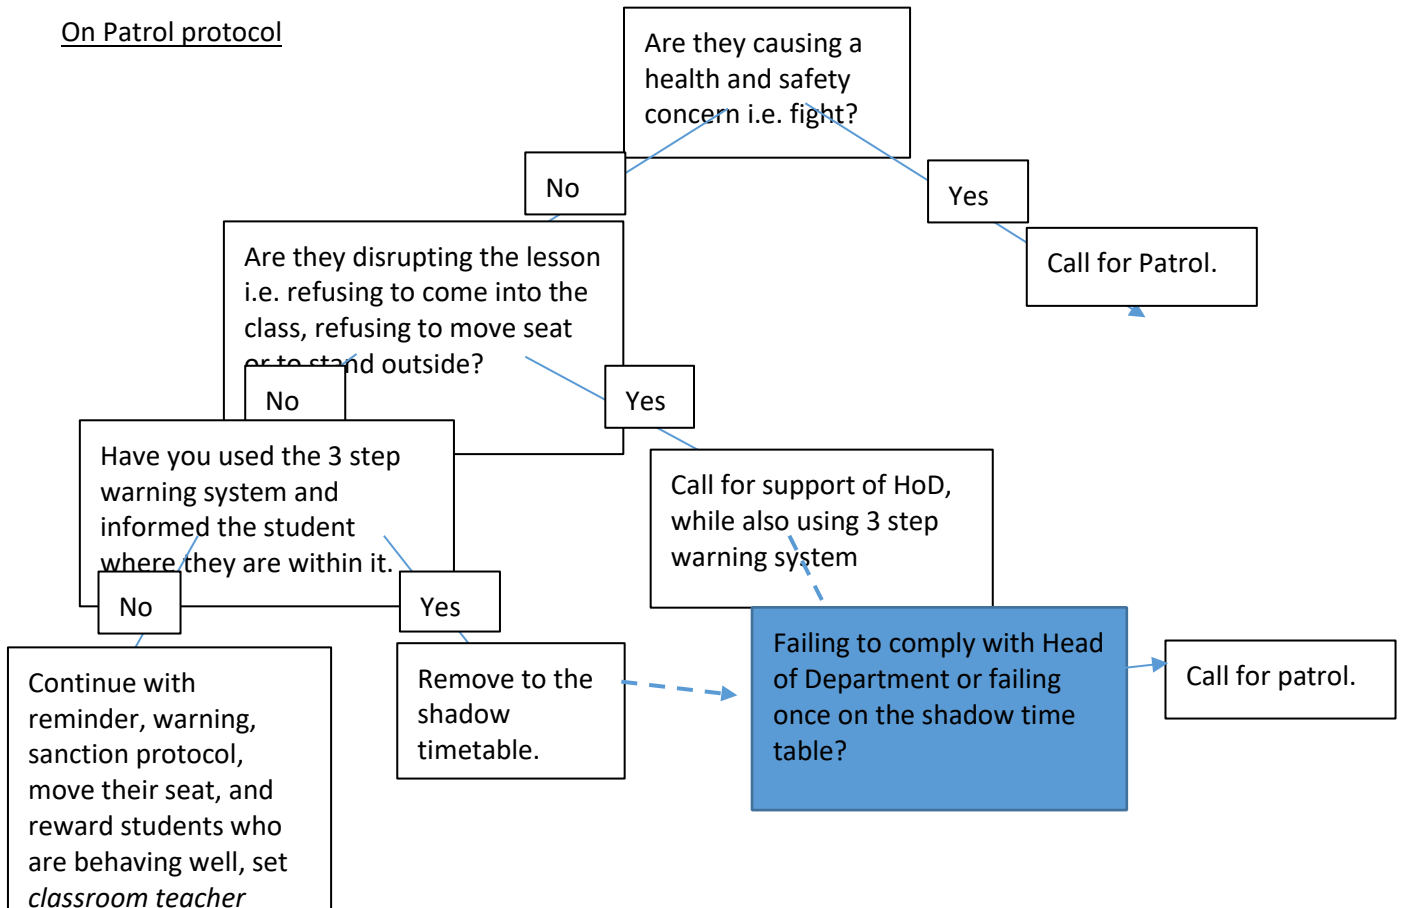 On Patrol protocol
Are they causing a
health and safety
concern i.e. fight?
No
Yes
Call for Patrol.
Are they disrupting the lesson
i.e. refusing to come into the
class, refusing to move seat
or to stand outside?
No
Yes
Have you used the 3 step
warning system and
informed the student
where they are within it.
Call for support of HoD,
while also using 3 step
warning system
No
Yes
Continue with
reminder, warning,
sanction protocol,
move their seat, and
reward students who
are behaving well, set
classroom teacher
Remove to the
shadow
timetable.
Failing to comply with Head
of Department or failing
once on the shadow time
table?
Call for patrol.